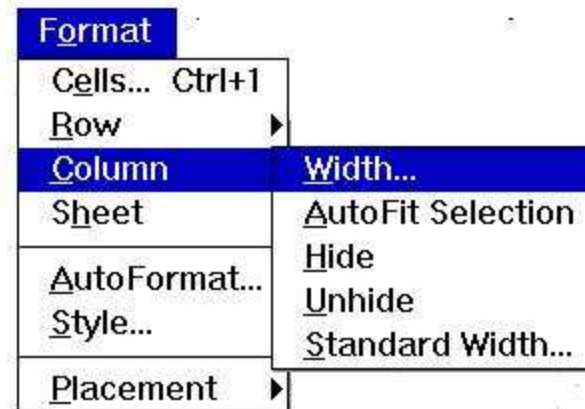 Format
Cells... Ctrl+1
Row
Column
Sheet
AutoFormat...
Style...
Placement
Width...
AutoFit Selection
Hide
Unhide
Standard Width...